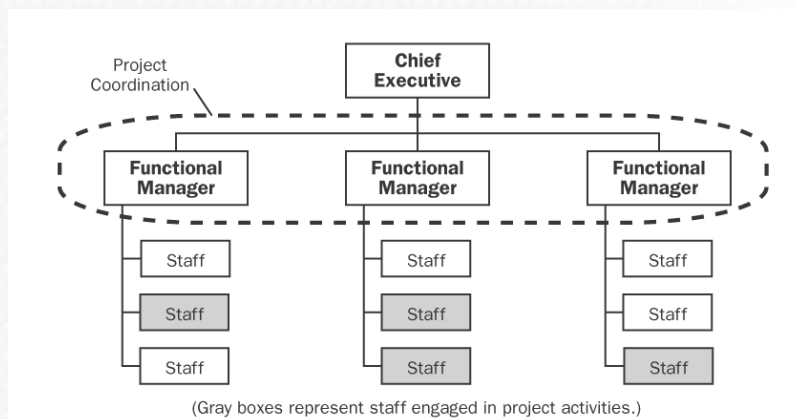 Project
Coordination
Chief
Executive
Functional
Manager
Functional
Manager
Functional
Manager
Staff
Staff
Staff
Staff
Staff
Staff
Staff
Staff
Staff
(Gray boxes represent staff engaged in project activities.)